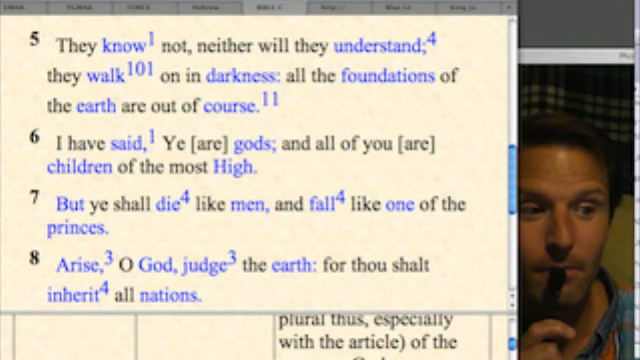 5 They know1 not, neither will they understand;4
they walk101 on in darkness: all the foundations of
the earth are out of course.11
6 I have said,1 Ye [are] gods; and all of you [are]
children of the most High.
7 But ye shall die4 like men, and fall4 like one of the
princes.
8 Arise,3 O God, judge3 the earth: for thou shalt
inherit4 all nations.
plural thus, especially
with the article) of the